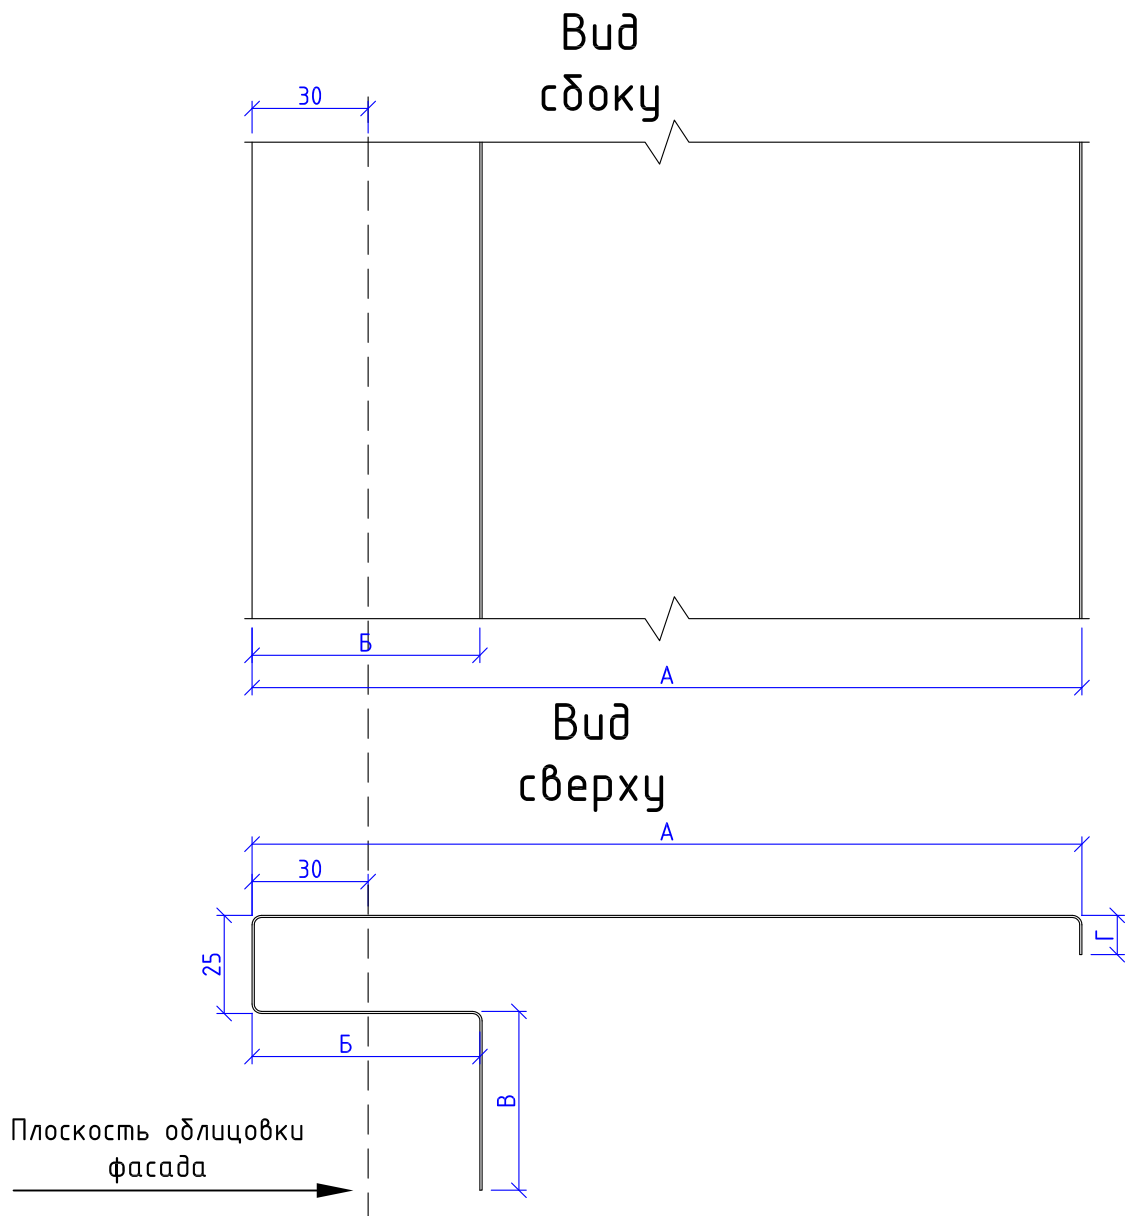 Вид
сбоку
30
Б
А
Вид
сверху
А
30
25
Г
Б
В
Плоскость облицовки
фасада